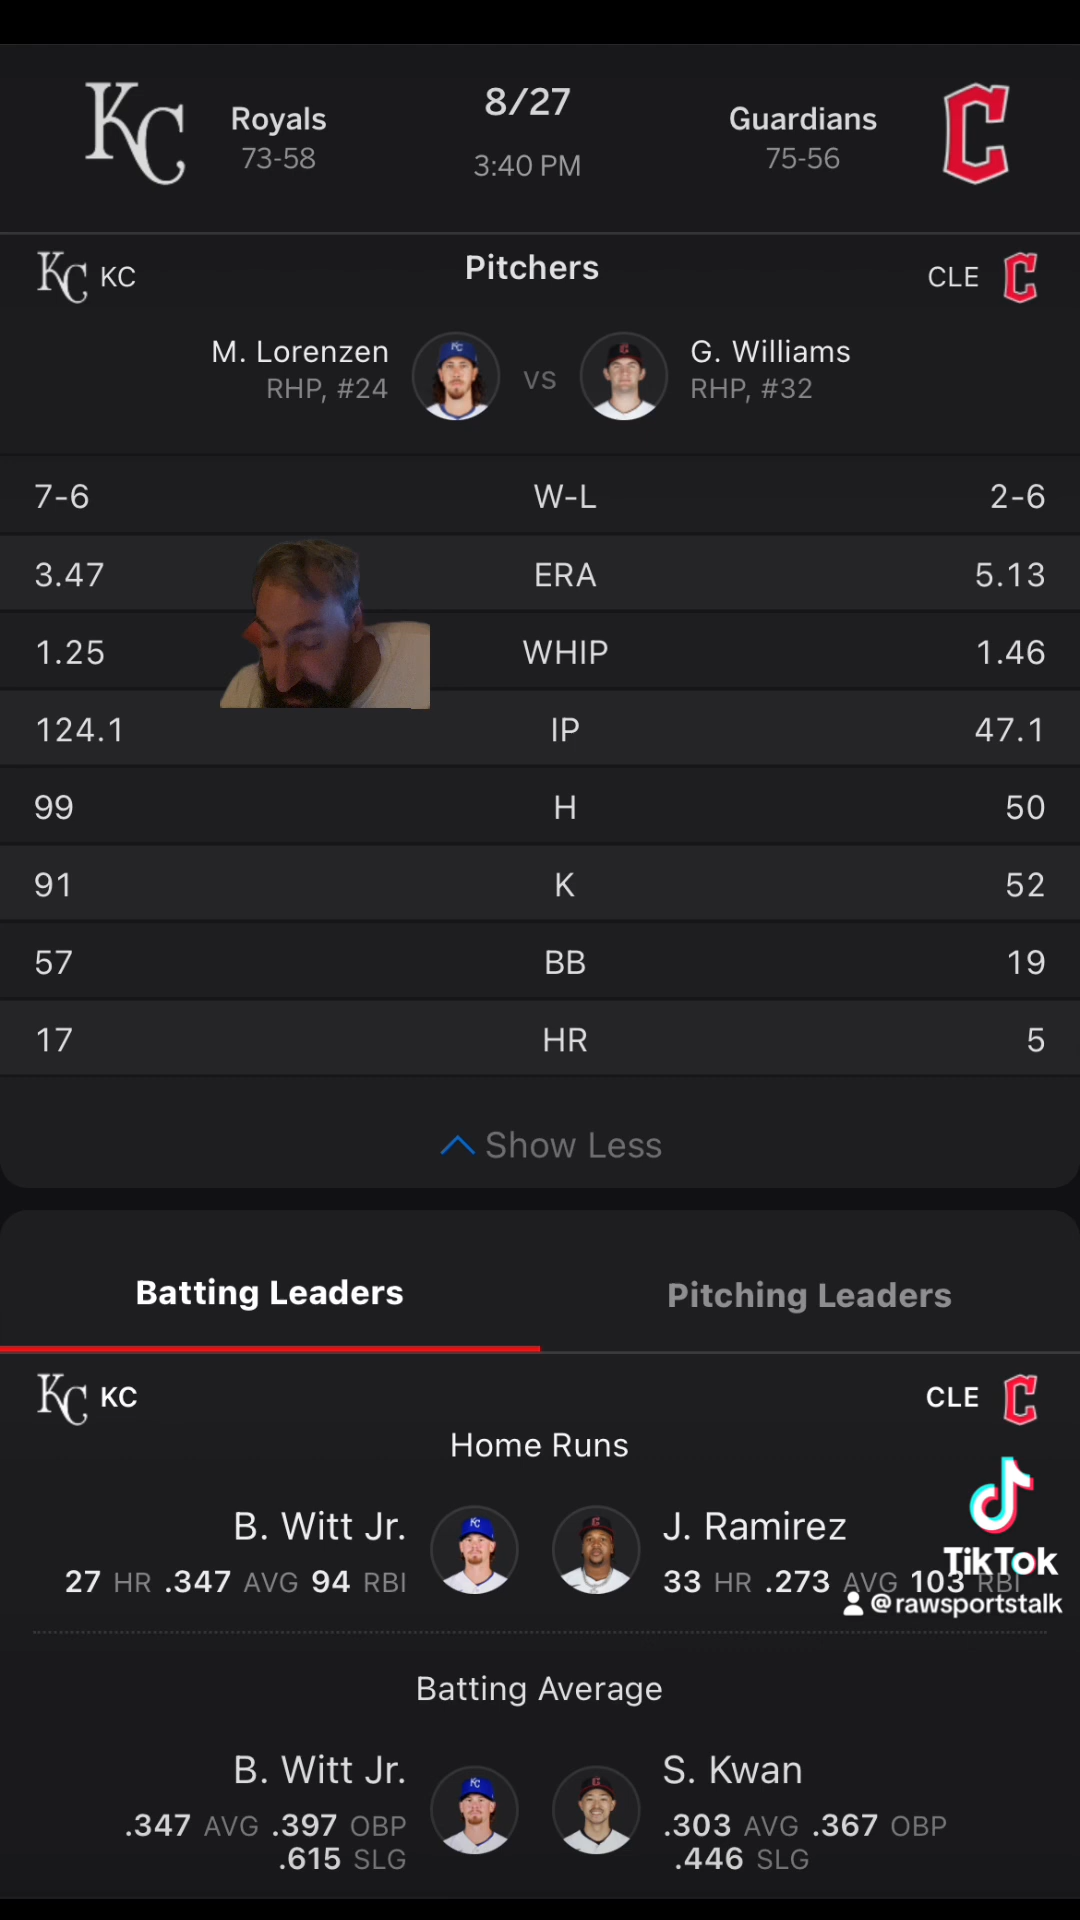 KC Royals 8/27 Guardians C
73-58 3:40 PM 75-56
KC KC Pitchers CLE C
M. Lorenzen vs G. Williams
RHP, #24 RHP, #32
7-6 W-L 2-6
3.47 ERA 5.13
1.25 WHIP 1.46
124.1 IP 47.1
99 H 50
91 K 52
57 BB 19
17 HR 5
Show Less
Batting Leaders Pitching Leaders
KC KC CLE C
Home Runs
B. Witt Jr. J. Ramirez
27 HR .347 AVG 94 RBI 33 HR .273 AVG 103 RBI
TikTok
@rawsportstalk
Batting Average
B. Witt Jr. S. Kwan
.347 AVG .397 OBP .303 AVG .367 OBP
.615 SLG .446 SLG